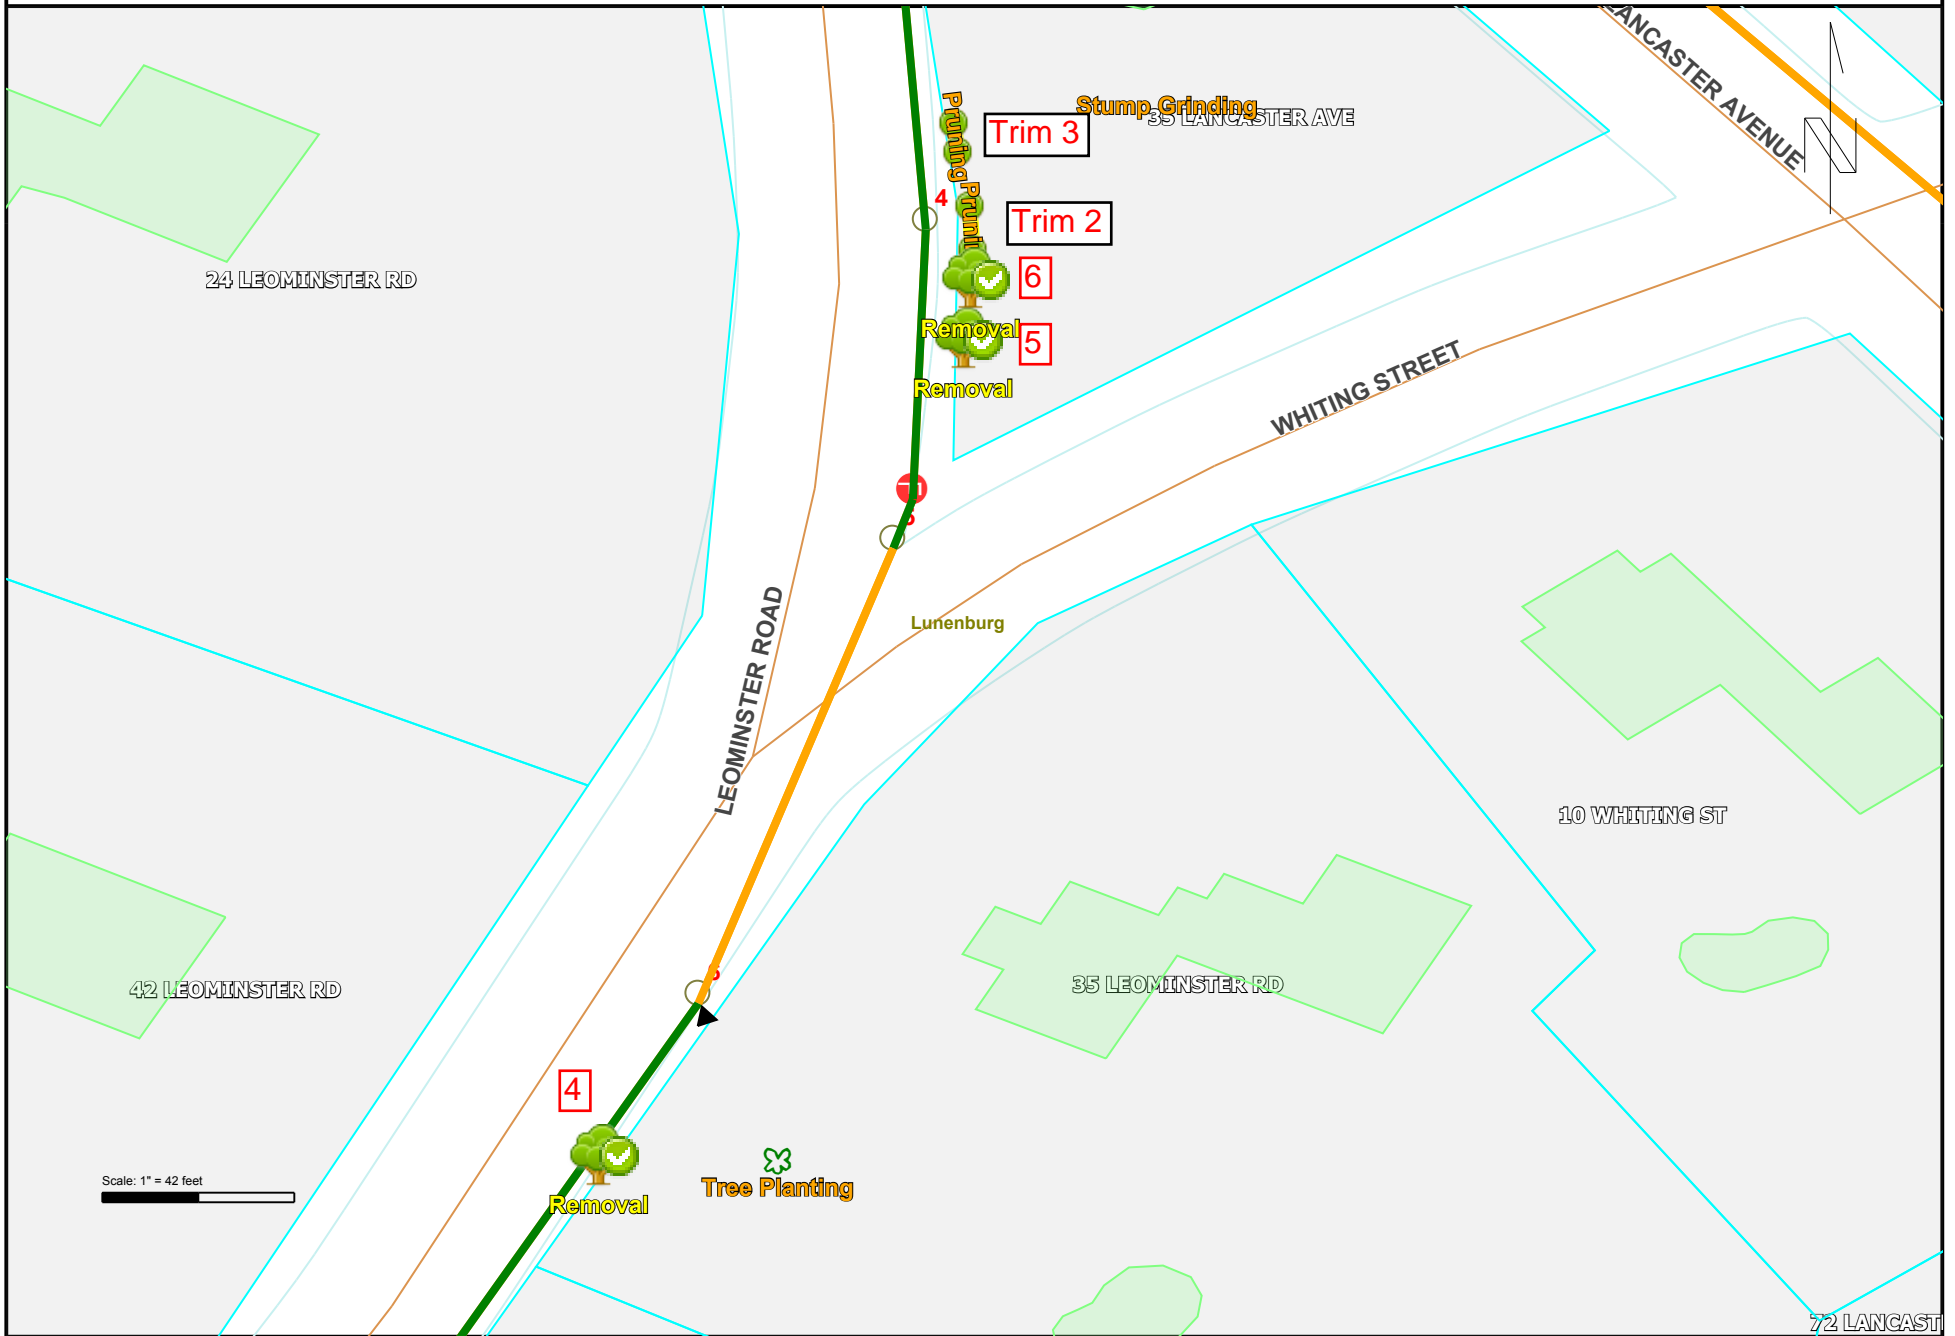 LANCASTER AVENUE
N
Stump Grinding
35 LANCASTER AVE
Pruning
Trim 3
4
Pruni
Trim 2
24 LEOMINSTER RD
6
Removal
5
Removal
WHITING STREET
Lunenburg
LEOMINSTER ROAD
10 WHITING ST
42 LEOMINSTER RD
35 LEOMINSTER RD
4
Scale: 1" = 42 feet
Tree Planting
Removal
72 LANCAST